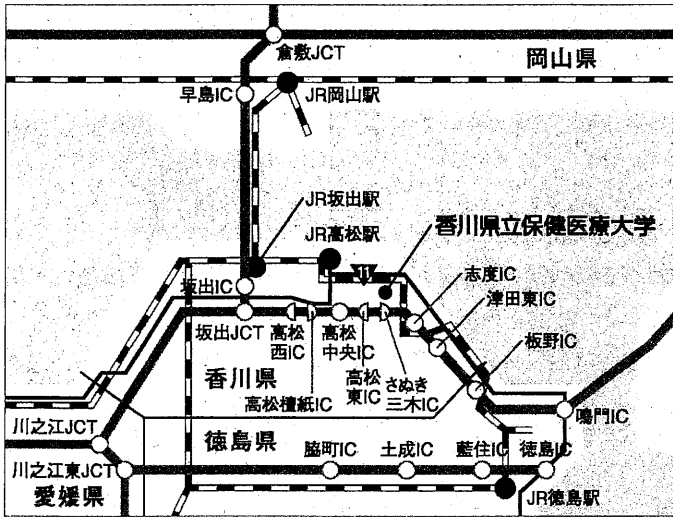 倉敷JCT
岡山県
早島IC
JR岡山駅
JR坂出駅
JR高松駅
香川県立保健医療大学
11
志度IC
坂出IC
津田東IC
坂出JCT
高松
西IC
高松
中央IC
板野IC
高松
東IC
さぬき
三木IC
香川県
高松檀紙IC
鳴門IC
川之江JCT
徳島県
川之江東JCT
脇町IC
土成IC
藍住IC
徳島IC
愛媛県
JR徳島駅